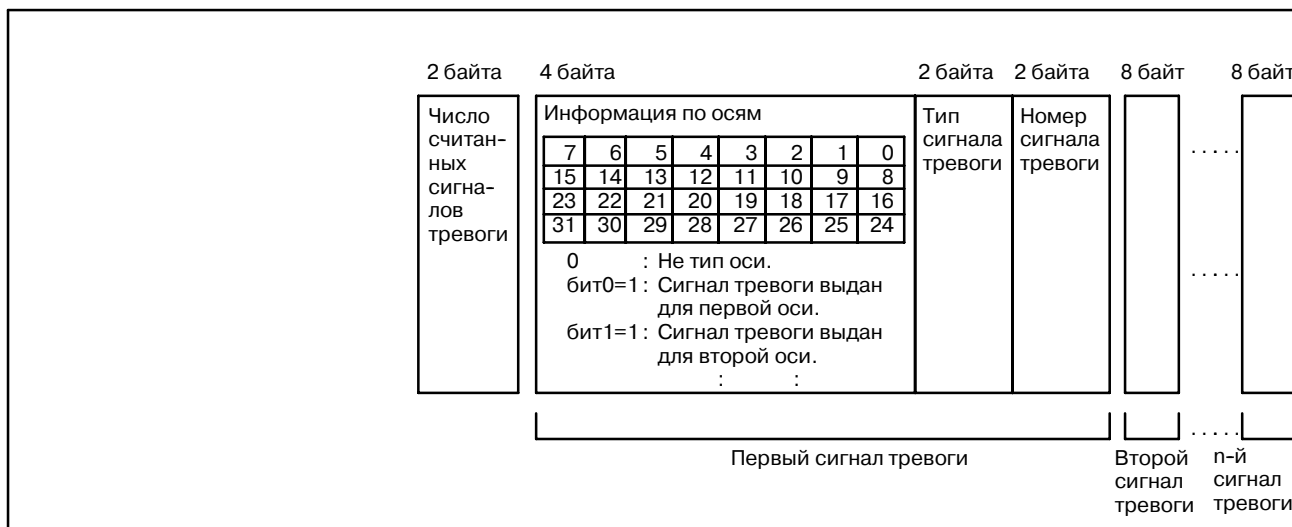 2 байта 4 байта 2 байта 2 байта 8 байт 8 байт
Число
считан-
ных
сигна-
лов
тревоги
Информация по осям
7 6 5 4 3 2 1 0
15 14 13 12 11 10 9 8
23 22 21 20 19 18 17 16
31 30 29 28 27 26 25 24
0 : Не тип оси.
бит0=1 : Сигнал тревоги выдан
для первой оси.
бит1=1 : Сигнал тревоги выдан
для второй оси.
: :
Тип
сигнала
тревоги
Номер
сигнала
тревоги
.....
.....
.....
Первый сигнал тревоги
Второй
сигнал
тревоги
n-й
сигнал
тревоги